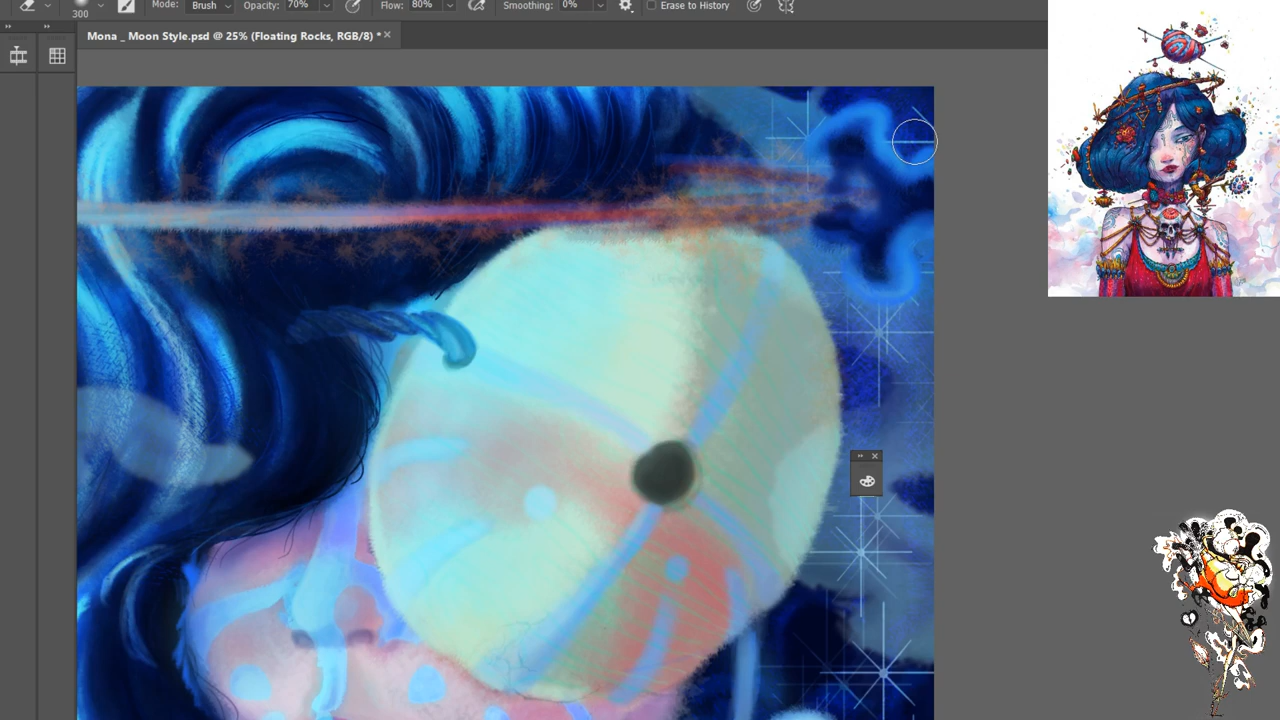 Mode: Brush Opacity: 70% Flow: 80% Smoothing: 0% Erase to History
300
Mona _ Moon Style.psd @ 25% (Floating Rocks, RGB/8) *